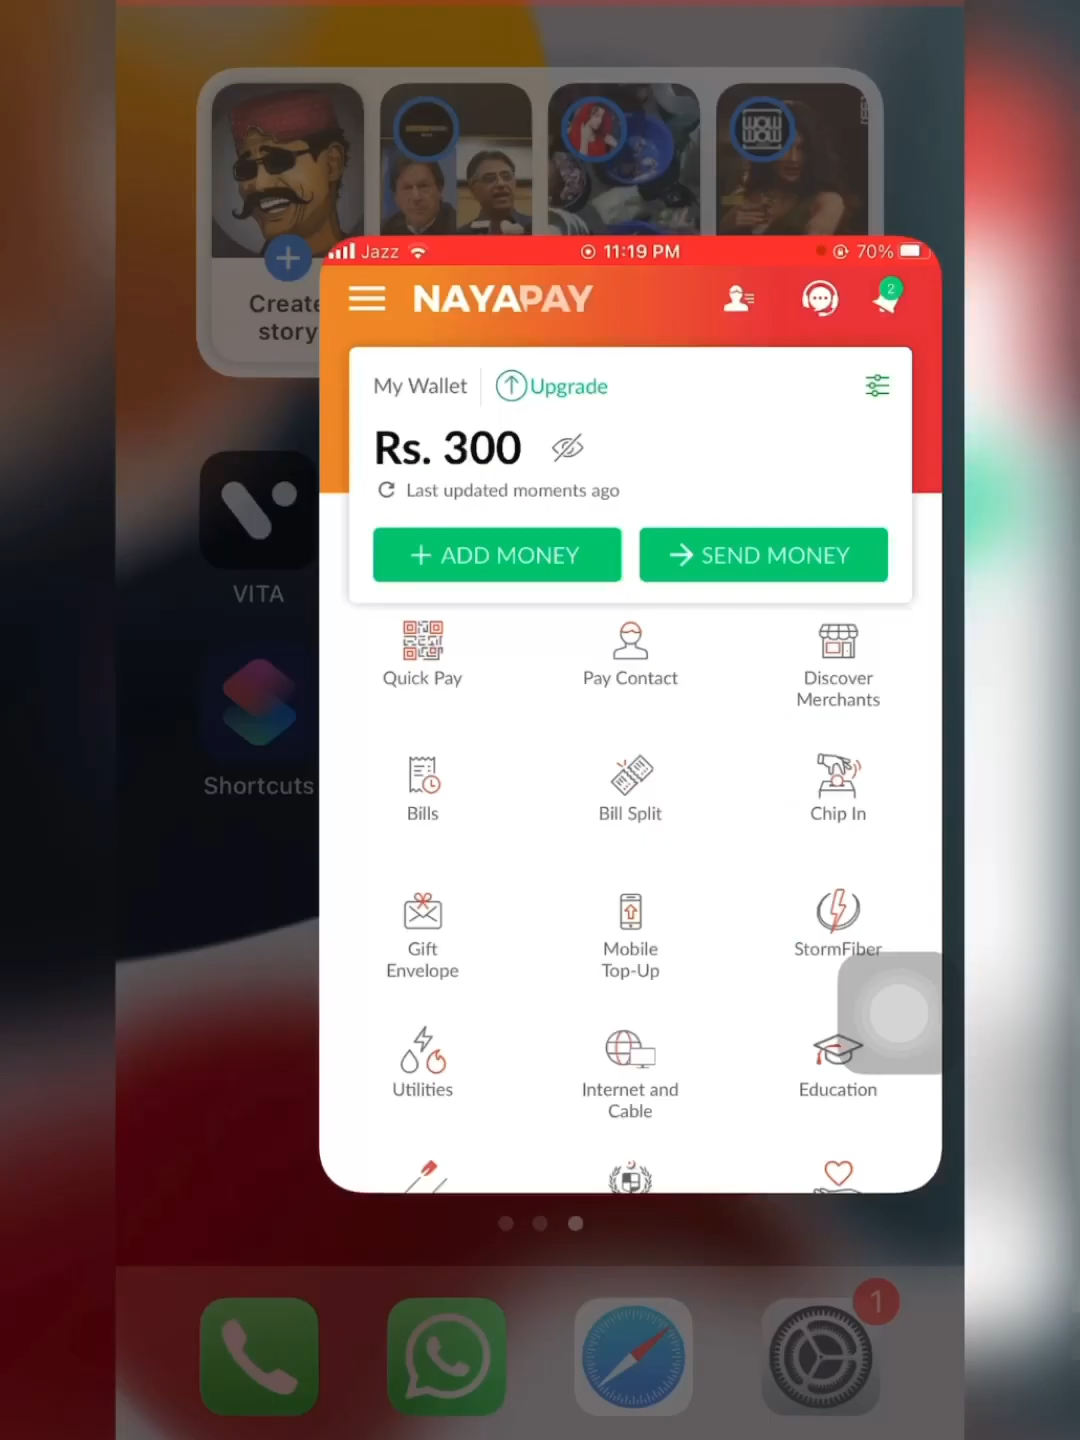 WOW
WOW
Create
story
Jazz
11:19 PM
70%
NAYAPAY
2
My Wallet
Upgrade
Rs. 300
Last updated moments ago
+ ADD MONEY
→ SEND MONEY
Quick Pay
Pay Contact
Discover
Merchants
Bills
Bill Split
Chip In
Gift
Envelope
Mobile
Top-Up
StormFiber
Utilities
Internet and
Cable
Education
VITA
Shortcuts
1